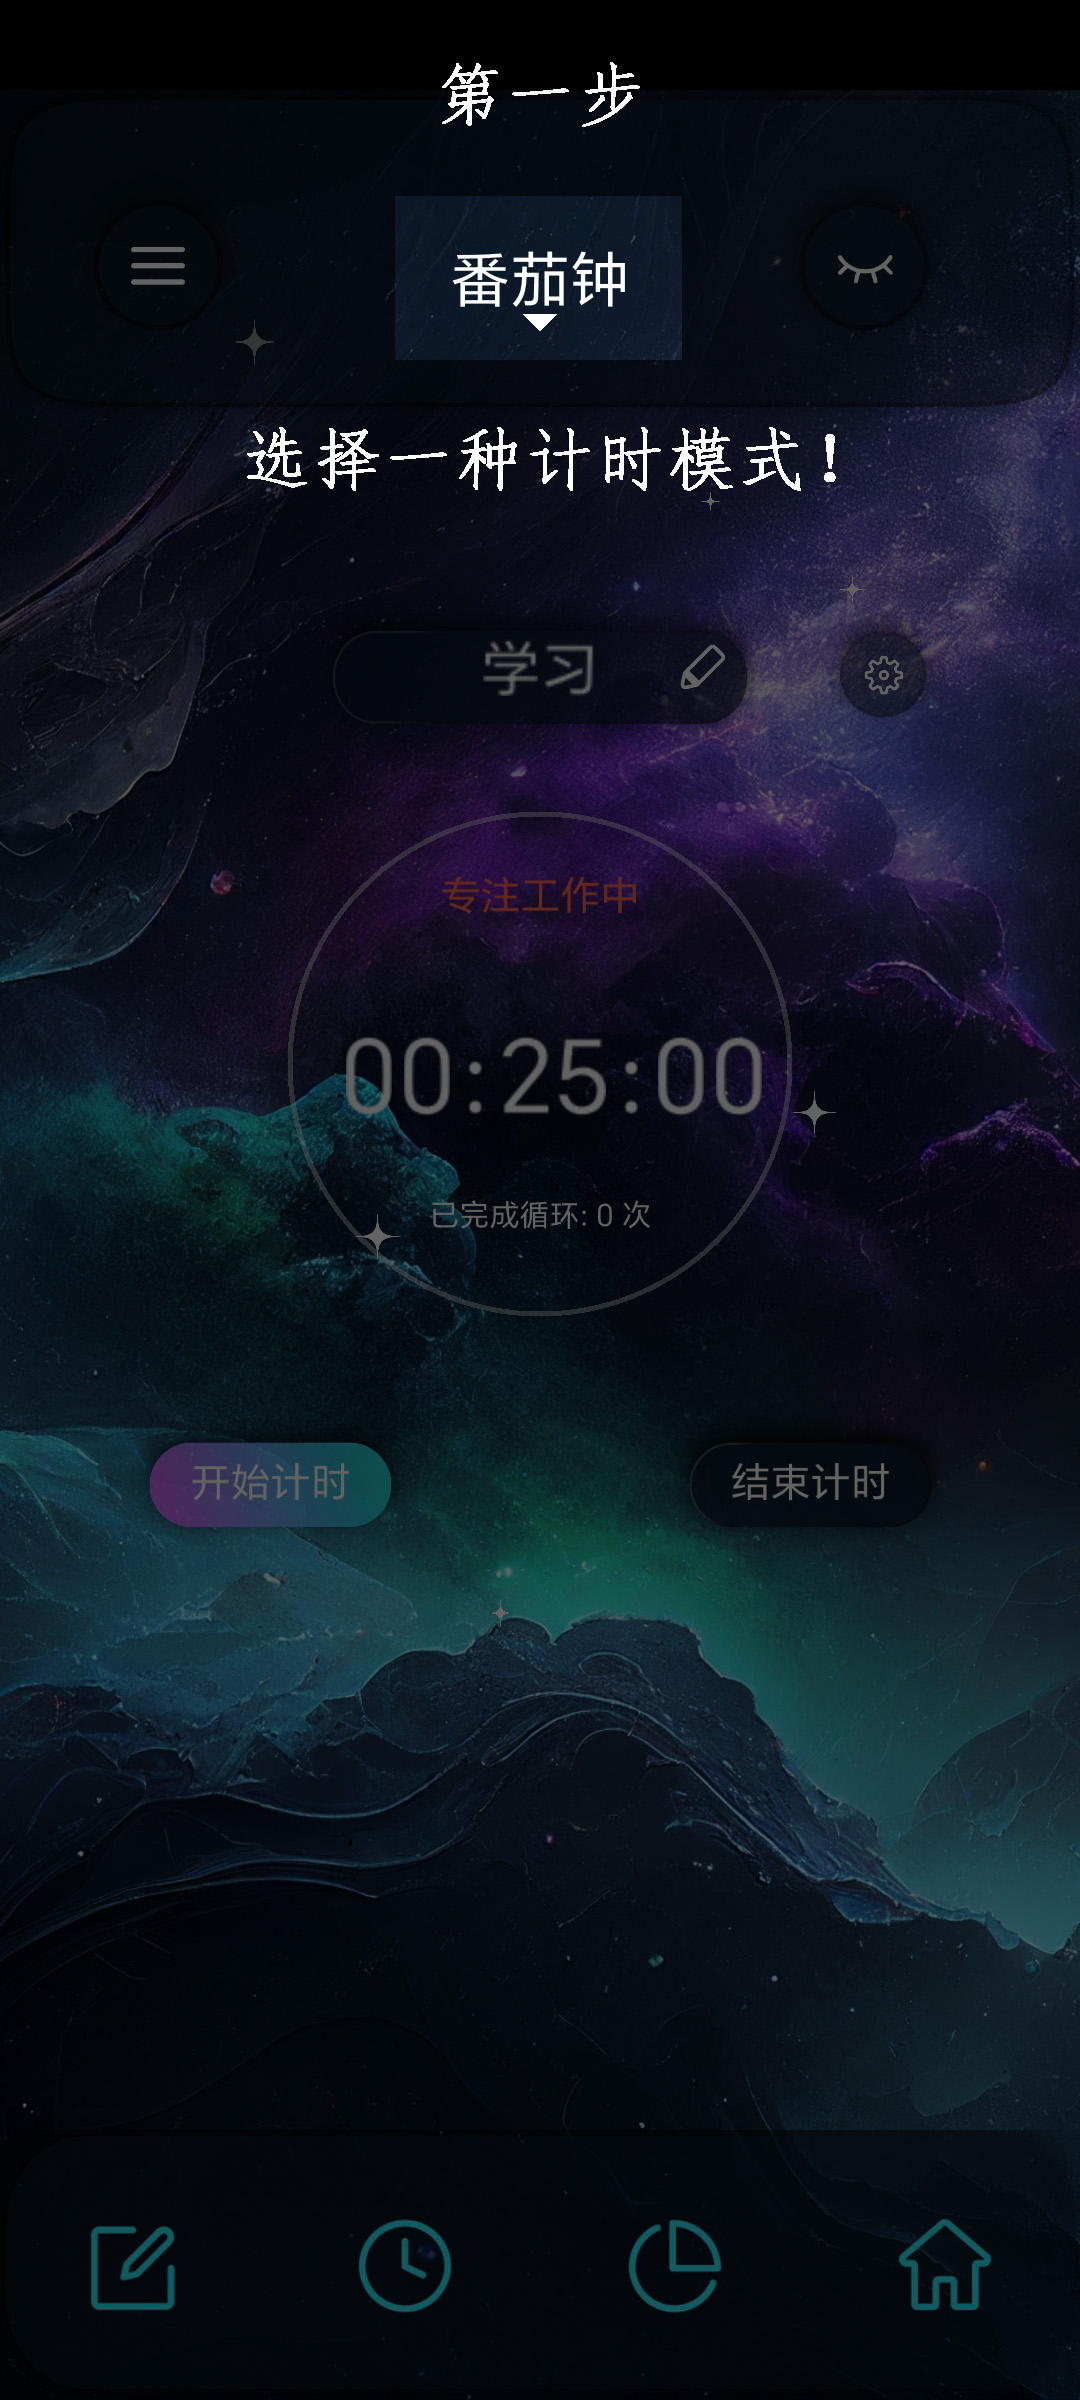 第一步
番茄钟
选择一种计时模式！
学习
专注工作中
00:25:00
已完成循环: 0 次
开始计时
结束计时